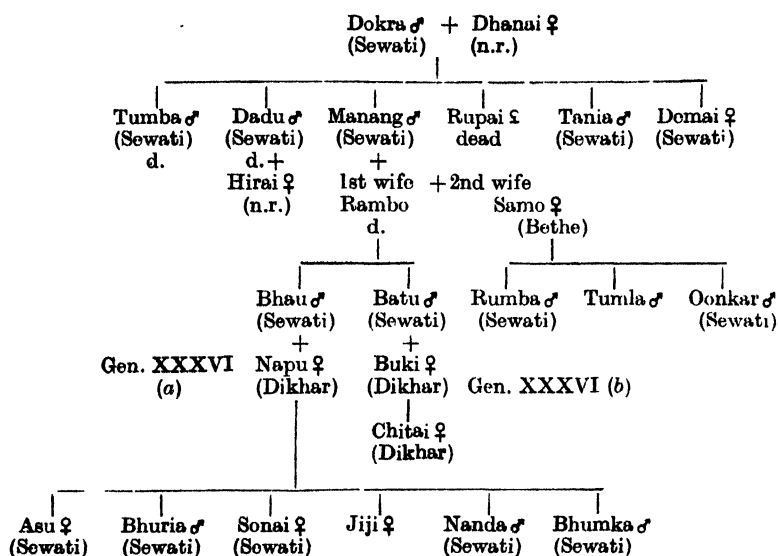 Dokra ♂ + Dhanai ♀
(Sewati) (n.r.)
Tumba ♂ Dadu ♂ Manang ♂ Rupai ♀ Tania ♂ Demai ♀
(Sewati) (Sewati) (Sewati) dead (Sewati) (Sewati)
d. d. + +
Hirai ♀ 1st wife + 2nd wife
(n.r.) Rambo Samo ♀
d. (Bethe)
Bhau ♂ Batu ♂ Rumba ♂ Tumla ♂ Oonkar ♂
(Sewati) (Sewati) (Sewati) (Sewati)
+ +
Gen. XXXVI Napu ♀ Buki ♀
(a) (Dikhar) (Dikhar) Gen. XXXVI (b)
Chitai ♀
(Dikhar)
Asu ♀ Bhuria ♂ Sonai ♀ Jiji ♀ Nanda ♂ Bhumka ♂
(Sewati) (Sewati) (Sewati) (Sewati) (Sewati)